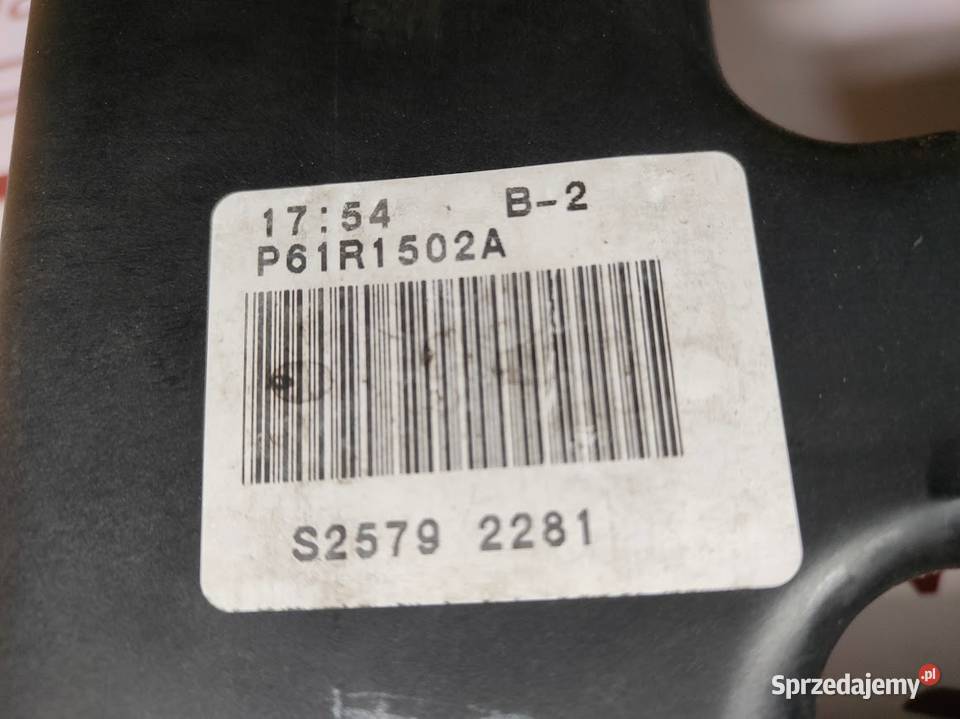 17:54 B-2
P61R1502A
S2579 2281
Sprzedajemy.pl